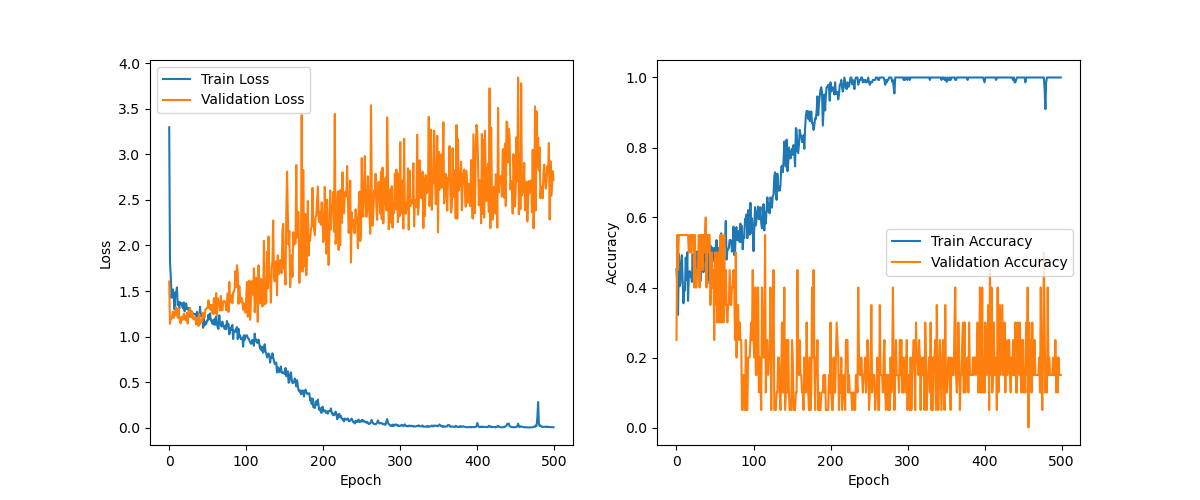 Train Loss
Validation Loss
4.0
3.5
3.0
2.5
2.0
1.5
1.0
0.5
0.0
Loss
0 100 200 300 400 500
Epoch
Train Accuracy
Validation Accuracy
1.0
0.8
0.6
0.4
0.2
0.0
Accuracy
0 100 200 300 400 500
Epoch